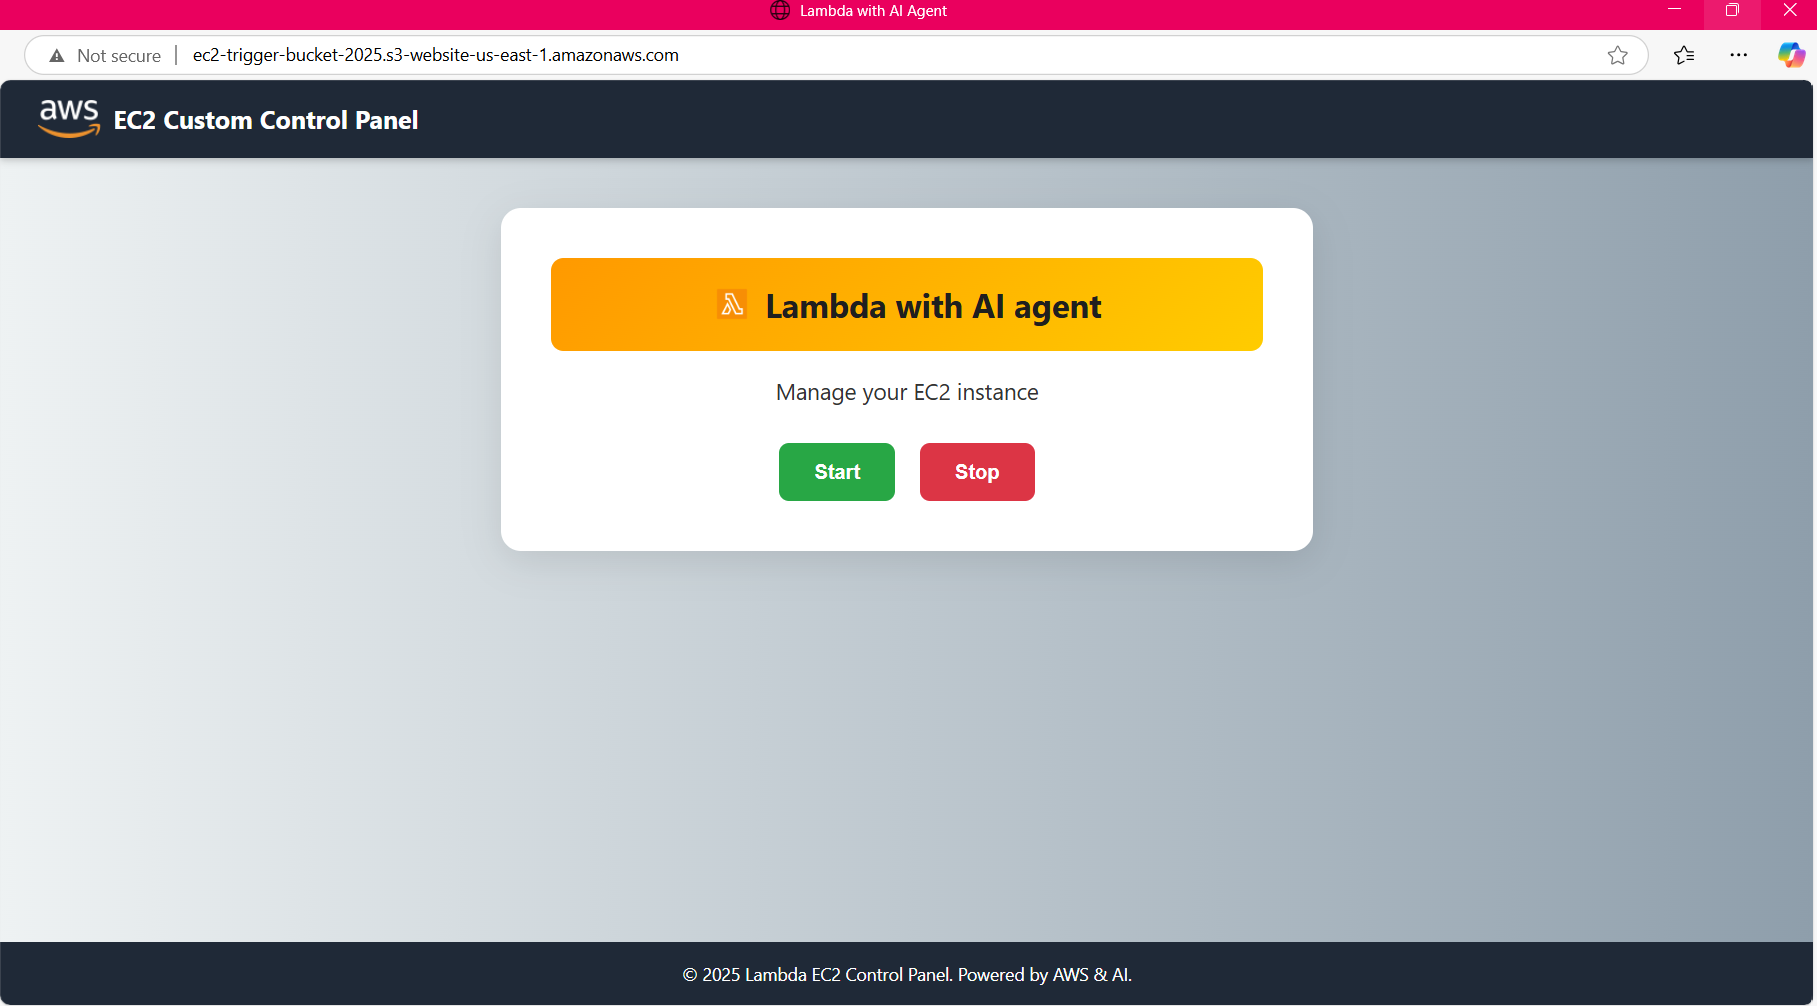 Lambda with AI Agent
Not secure | ec2-trigger-bucket-2025.s3-website-us-east-1.amazonaws.com
aws EC2 Custom Control Panel
Lambda with AI agent
Manage your EC2 instance
Start Stop
© 2025 Lambda EC2 Control Panel. Powered by AWS & AI.